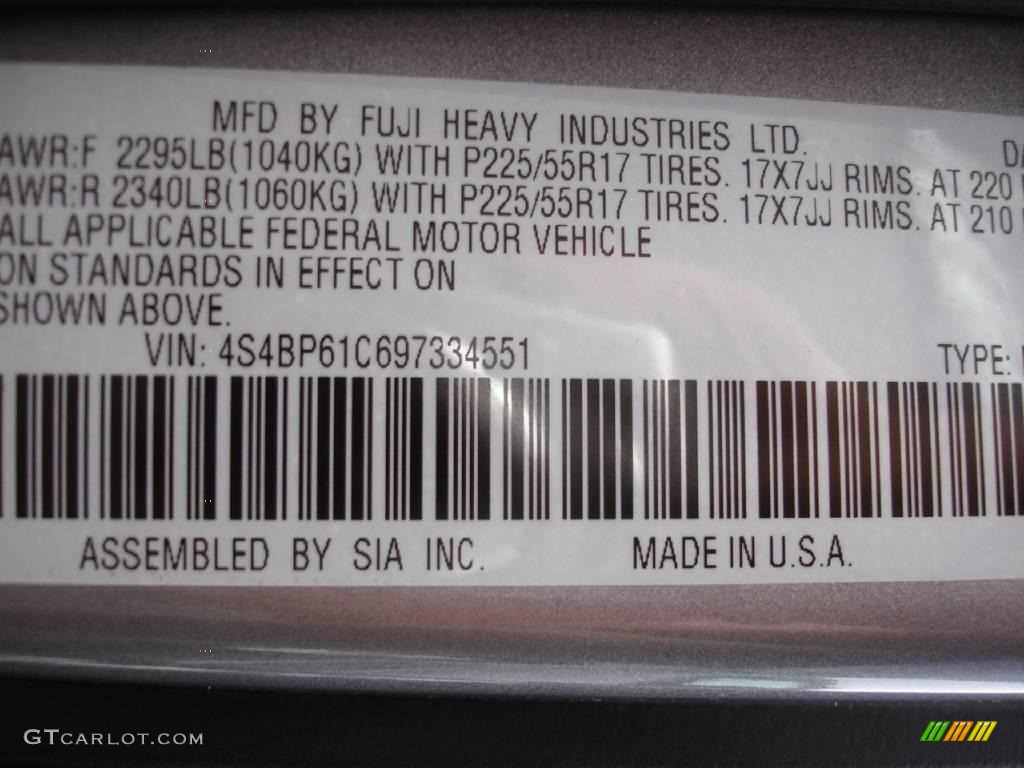 MFD BY FUJI HEAVY INDUSTRIES LTD.
AWR:F 2295LB(1040KG) WITH P225/55R17 TIRES. 17X7JJ RIMS. AT 220
AWR:R 2340LB(1060KG) WITH P225/55R17 TIRES. 17X7JJ RIMS. AT 210
ALL APPLICABLE FEDERAL MOTOR VEHICLE
ON STANDARDS IN EFFECT ON
SHOWN ABOVE.
VIN: 4S4BP61C697334551
TYPE:
ASSEMBLED BY SIA INC. MADE IN U.S.A.
GTCARLOT.COM